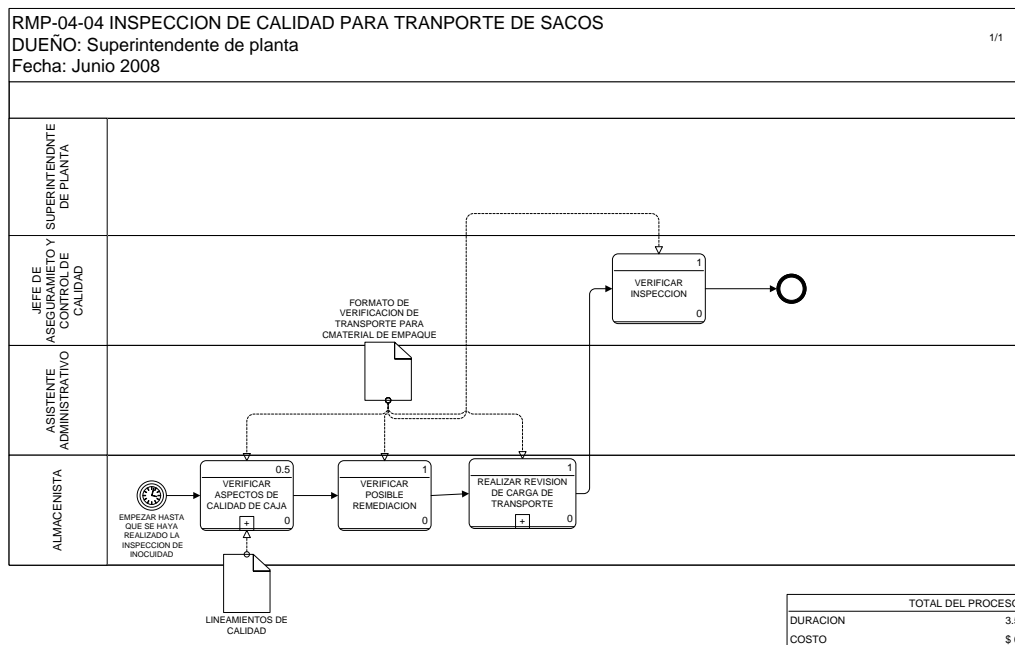 RMP-04-04 INSPECCION DE CALIDAD PARA TRANPORTE DE SACOS
DUEÑO: Superintendente de planta
Fecha: Junio 2008
1/1
SUPERINTENDNTE
DE PLANTA
JEFE DE
ASEGURAMIETO Y
CONTROL DE
CALIDAD
1
VERIFICAR
INSPECCION
0
FORMATO DE
VERIFICACION DE
TRANSPORTE PARA
CMATERIAL DE EMPAQUE
ASISTENTE
ADMINISTRATIVO
ALMACENISTA
EMPEZAR HASTA
QUE SE HAYA
REALIZADO LA
INSPECCION DE
INOCUIDAD
0.5
VERIFICAR
ASPECTOS DE
CALIDAD DE CAJA
+
0
1
VERIFICAR
POSIBLE
REMEDIACION
0
1
REALIZAR REVISION
DE CARGA DE
TRANSPORTE
+
0
LINEAMIENTOS DE
CALIDAD
TOTAL DEL PROCESO
DURACION
COSTO $